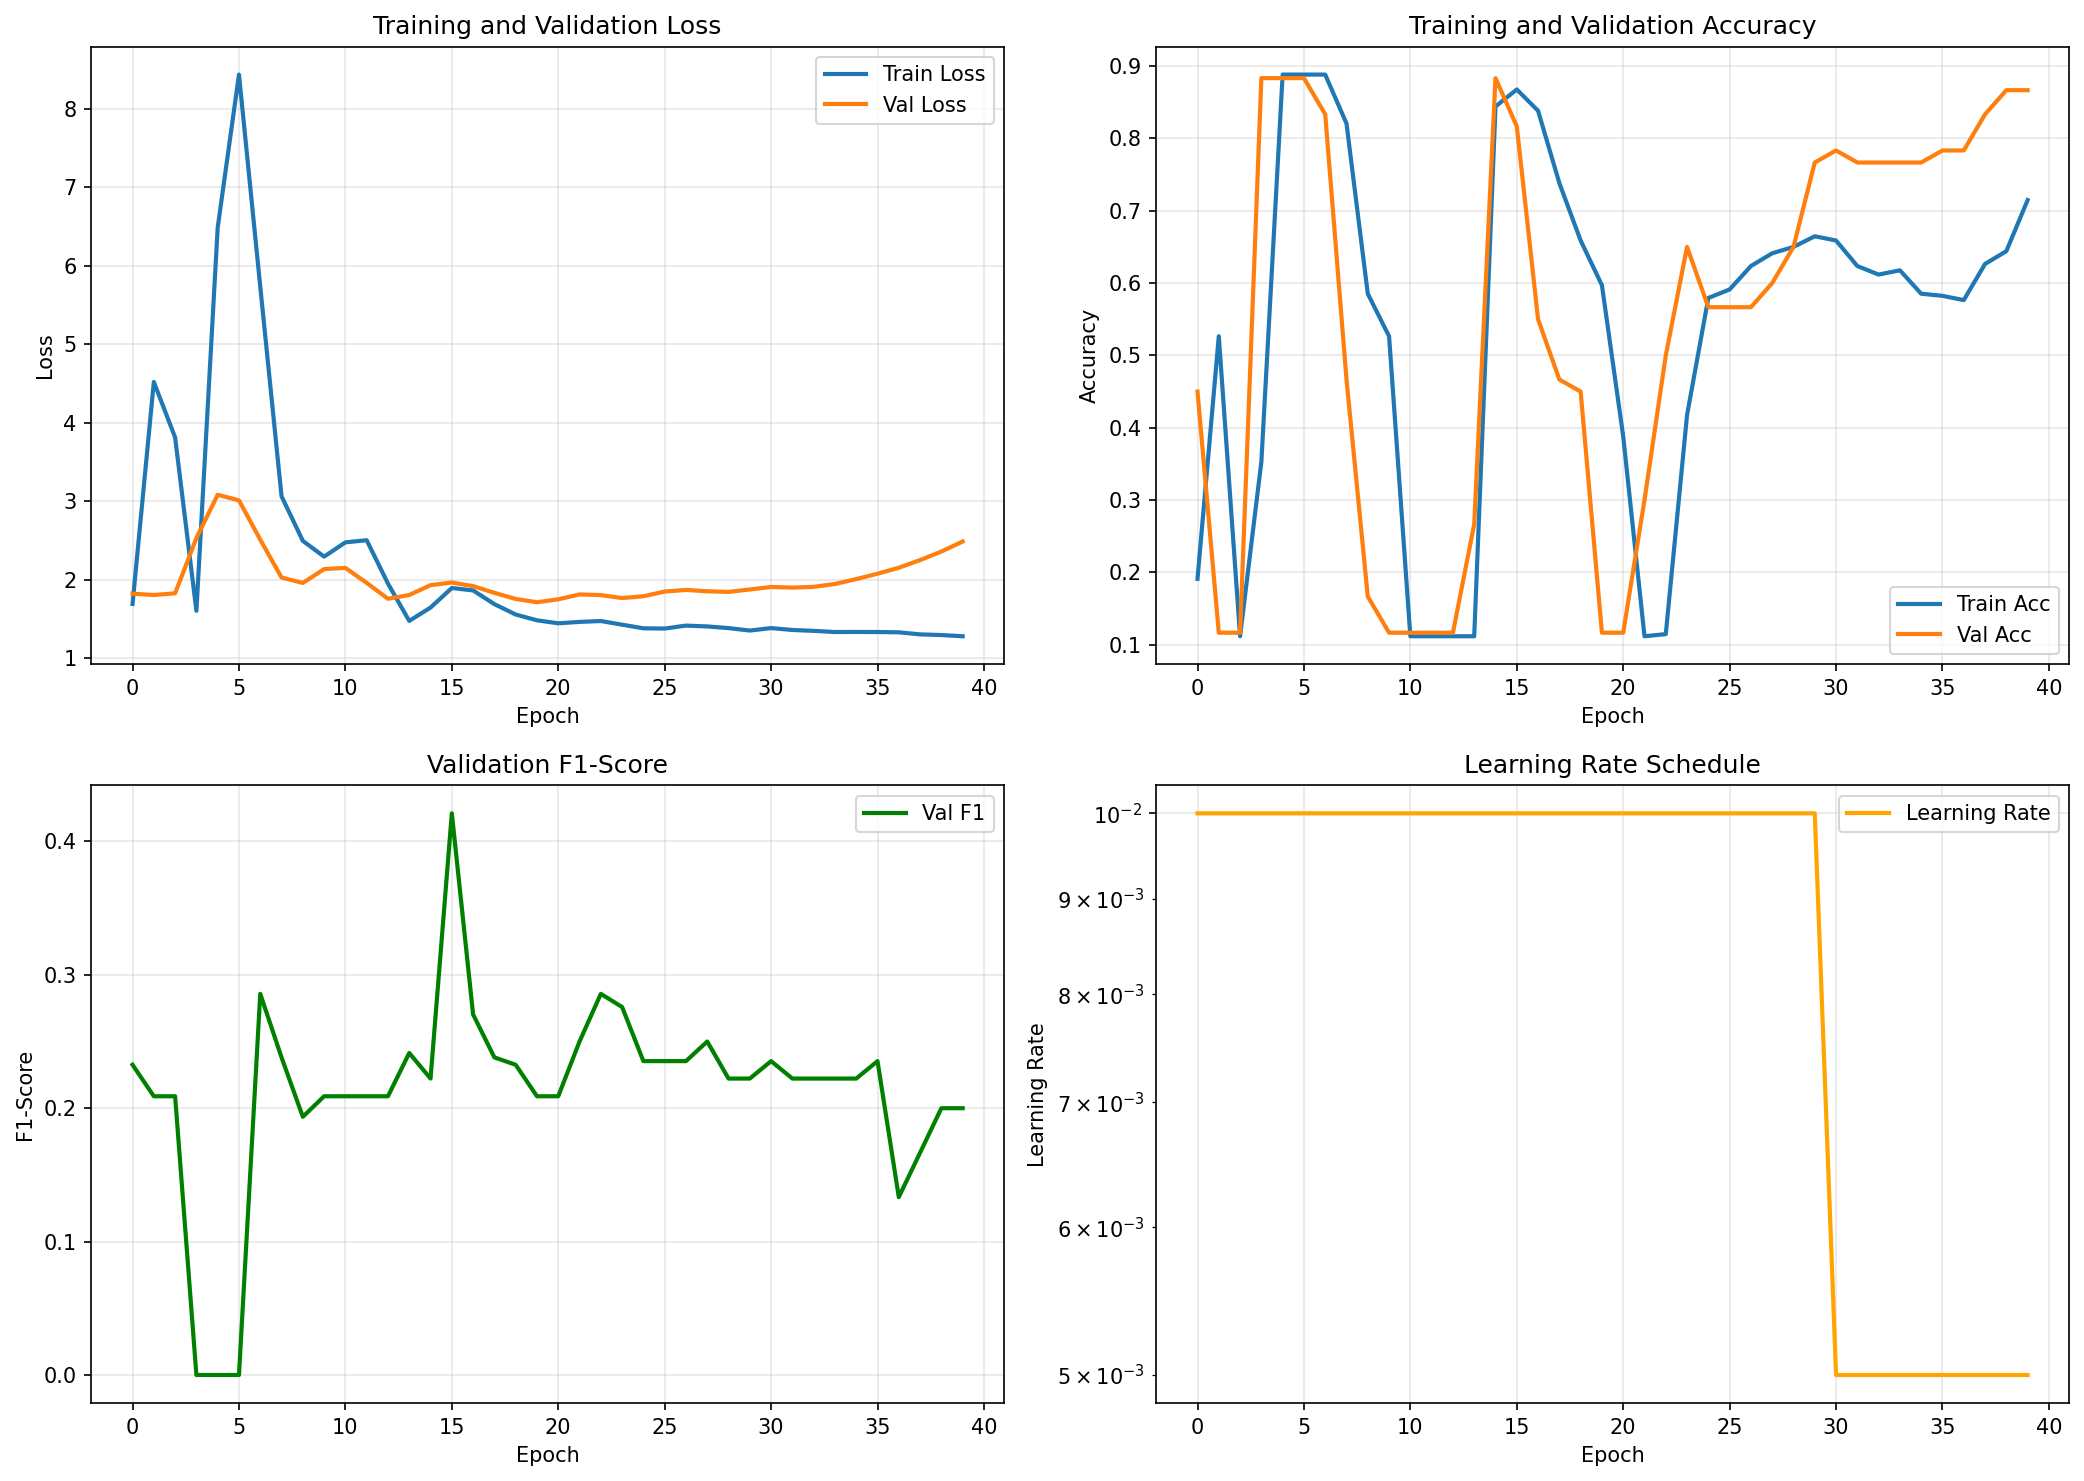 Training and Validation Loss
Train Loss
Val Loss
8
7
6
5
4
3
2
1
Loss
0 5 10 15 20 25 30 35 40
Epoch
Training and Validation Accuracy
0.9
0.8
0.7
0.6
0.5
0.4
0.3
0.2
0.1
Accuracy
Train Acc
Val Acc
0 5 10 15 20 25 30 35 40
Epoch
Validation F1-Score
Val F1
0.4
0.3
0.2
0.1
0.0
F1-Score
0 5 10 15 20 25 30 35 40
Epoch
Learning Rate Schedule
Learning Rate
10⁻²
9 × 10⁻³
8 × 10⁻³
7 × 10⁻³
6 × 10⁻³
5 × 10⁻³
Learning Rate
0 5 10 15 20 25 30 35 40
Epoch